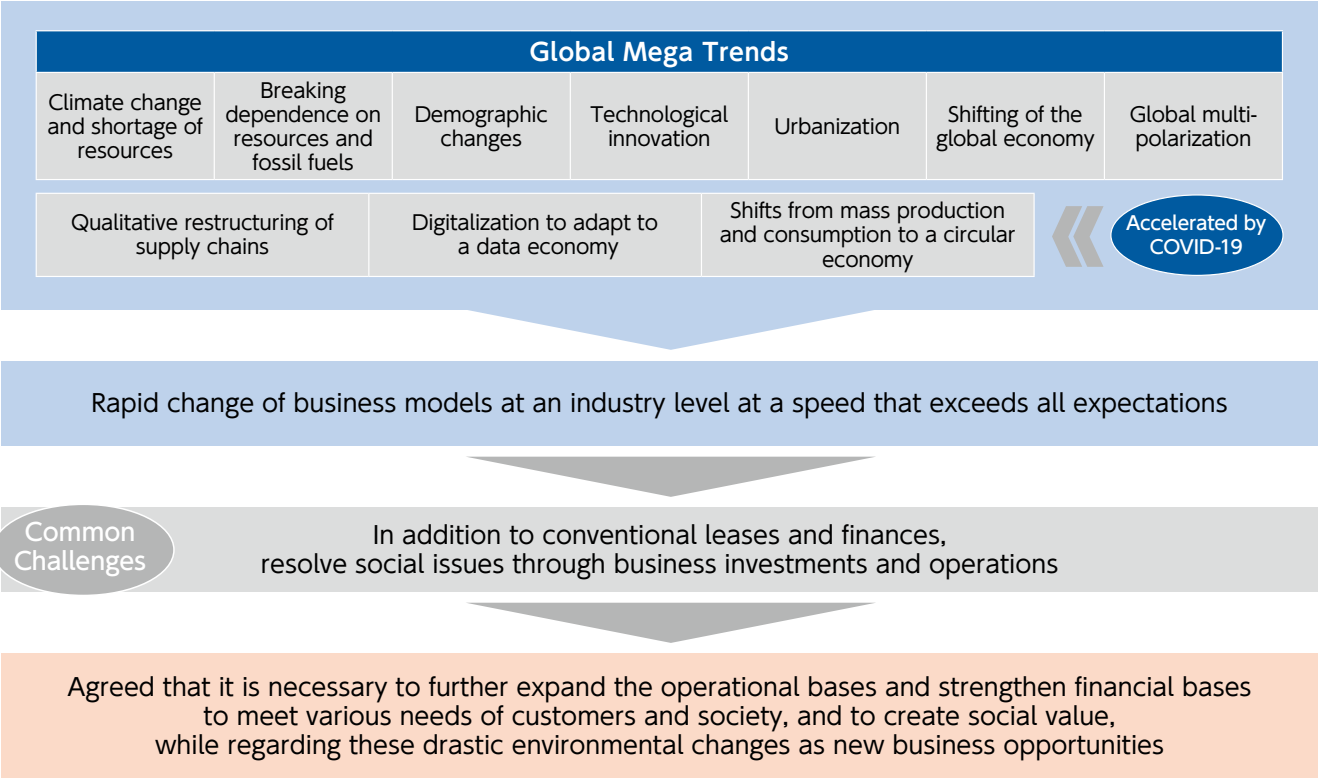 Global Mega Trends
Climate change
and shortage of
resources
Breaking
dependence on
resources and
fossil fuels
Demographic
changes
Technological
innovation
Urbanization
Shifting of the
global economy
Global multi-
polarization
Qualitative restructuring of
supply chains
Digitalization to adapt to
a data economy
Shifts from mass production
and consumption to a circular
economy
Accelerated by
COVID-19
Rapid change of business models at an industry level at a speed that exceeds all expectations
Common
Challenges
In addition to conventional leases and finances,
resolve social issues through business investments and operations
Agreed that it is necessary to further expand the operational bases and strengthen financial bases
to meet various needs of customers and society, and to create social value,
while regarding these drastic environmental changes as new business opportunities